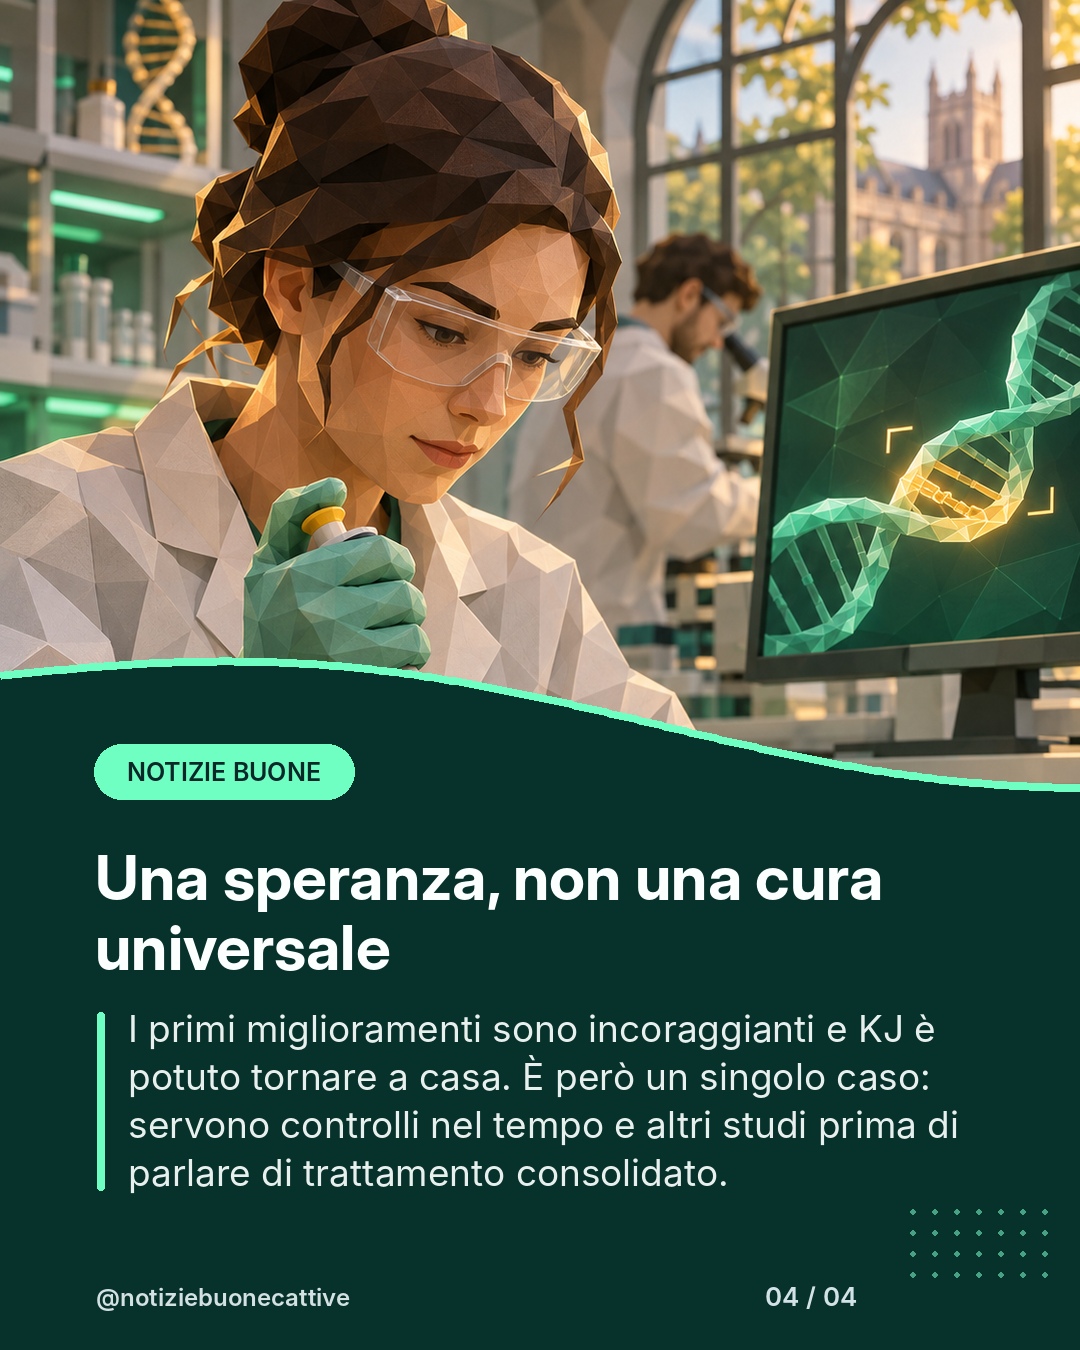 NOTIZIE BUONE
Una speranza, non una cura
universale
I primi miglioramenti sono incoraggianti e KJ è
potuto tornare a casa. È però un singolo caso:
servono controlli nel tempo e altri studi prima di
parlare di trattamento consolidato.
@notiziebuonecattive
04 / 04